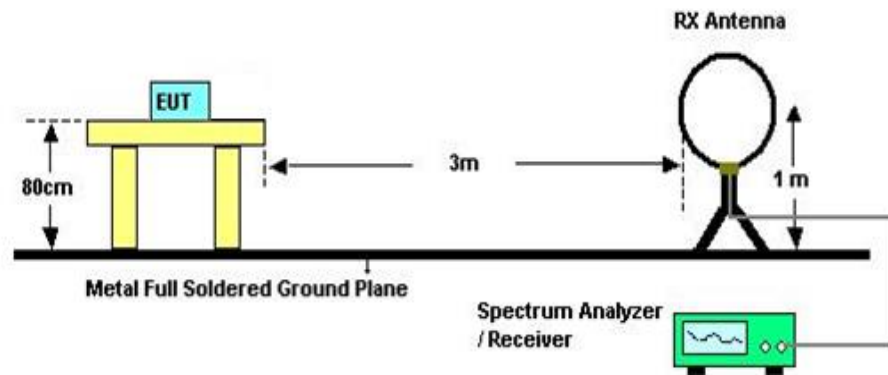 RX Antenna
EUT
3m
80cm
1 m
Metal Full Soldered Ground Plane
Spectrum Analyzer
/ Receiver